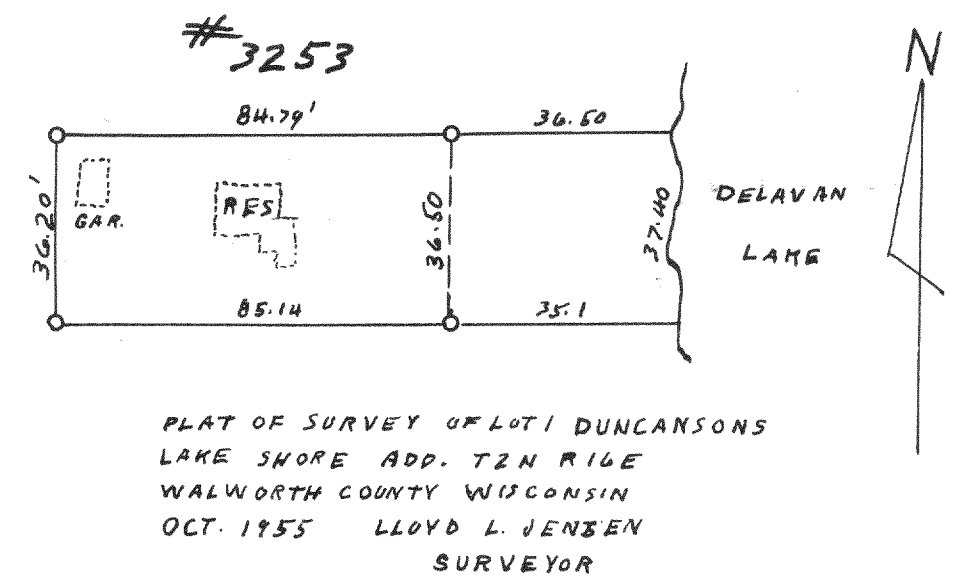 # 3253
N
84.79'
36.50
36.20'
GAR.
RES
36.50
37.40
DELAVAN
LAKE
85.14
35.1
PLAT OF SURVEY OF LOT 1 DUNCANSONS
LAKE SHORE ADD. T2N R16E
WALWORTH COUNTY WISCONSIN
OCT. 1955 LLOYD L. JENSEN
SURVEYOR